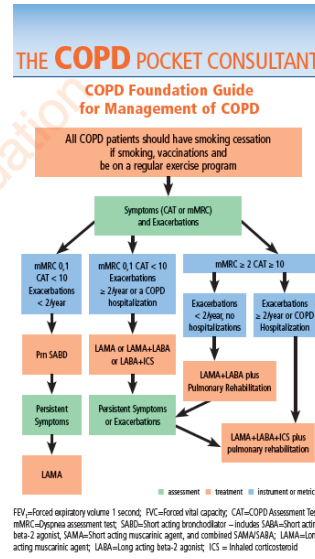 THE COPD POCKET CONSULTANT
COPD Foundation Guide
for Management of COPD
All COPD patients should have smoking cessation
if smoking, vaccinations and
be on a regular exercise program
Symptoms (CAT or mMRC)
and Exacerbations
mMRC 0,1
CAT < 10
Exacerbations
< 2/year
mMRC 0,1 CAT < 10
Exacerbations
≥ 2/year or a COPD
hospitalization
mMRC ≥ 2 CAT ≥ 10
Exacerbations
< 2/year, no
hospitalizations
Exacerbations
≥ 2/year or COPD
Hospitalization
Prn SABD
LAMA or LAMA+LABA
or LABA+ICS
LAMA+LABA plus
Pulmonary Rehabilitation
Persistent
Symptoms
Persistent Symptoms
or Exacerbations
LAMA+LABA+ICS plus
pulmonary rehabilitation
LAMA
assessment treatment instrument or metric
FEV₁=Forced expiratory volume 1 second; FVC=Forced vital capacity; CAT=COPD Assessment Tes
mMRC=Dyspnea assessment test; SABD=Short acting bronchodilator – includes SABA=Short actin
beta-2 agonist, SAMA=Short acting muscarinic agent, and combined SAMA/SABA; LAMA=Lon
acting muscarinic agent; LABA=Long acting beta-2 agonist; ICS = Inhaled corticosteroid